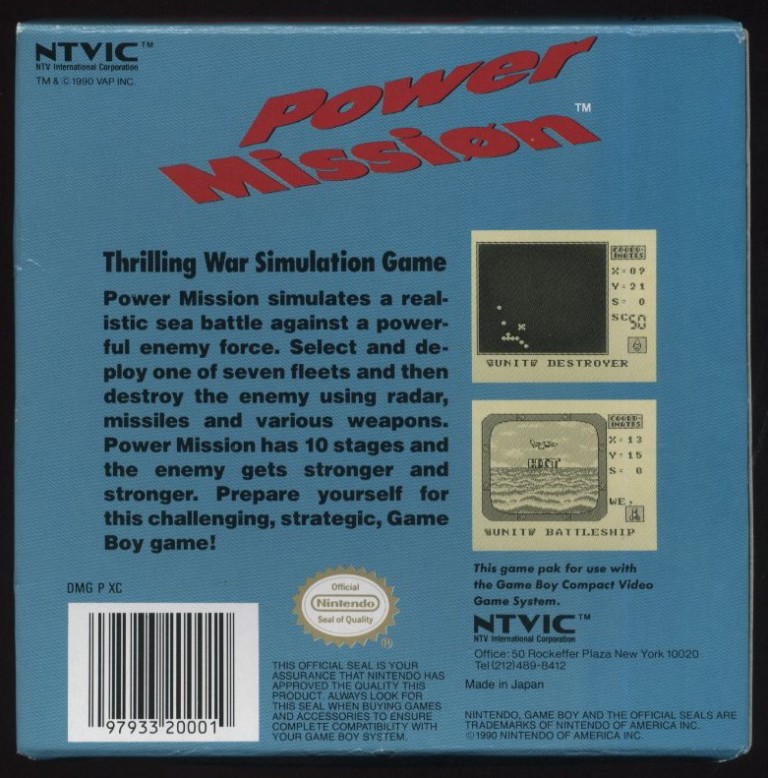 NTVIC™
NTV International Corporation
TM & © 1990 VAP INC.
Power
Mission™
Thrilling War Simulation Game
Power Mission simulates a real-
istic sea battle against a power-
ful enemy force. Select and de-
ploy one of seven fleets and then
destroy the enemy using radar,
missiles and various weapons.
Power Mission has 10 stages and
the enemy gets stronger and
stronger. Prepare yourself for
this challenging, strategic, Game
Boy game!
COORD-
INATES
X=09
Y=21
S= 0
SC50
UNIT DESTROYER
COORD-
INATES
X=13
Y=15
S= 0
WE.
HIT
UNIT BATTLESHIP
This game pak for use with
the Game Boy Compact Video
Game System.
NTVIC™
NTV International Corporation
Office: 50 Rockeffer Plaza New York 10020
Tel (212)489-8412
Made in Japan
NINTENDO, GAME BOY AND THE OFFICIAL SEALS ARE
TRADEMARKS OF NINTENDO OF AMERICA INC.
©1990 NINTENDO OF AMERICA INC.
DMG P XC
97933 20001
Official
Nintendo
Seal of Quality
®
THIS OFFICIAL SEAL IS YOUR
ASSURANCE THAT NINTENDO HAS
APPROVED THE QUALITY THIS
PRODUCT. ALWAYS LOOK FOR
THIS SEAL WHEN BUYING GAMES
AND ACCESSORIES TO ENSURE
COMPLETE COMPATIBILITY WITH
YOUR GAME BOY SYSTEM.